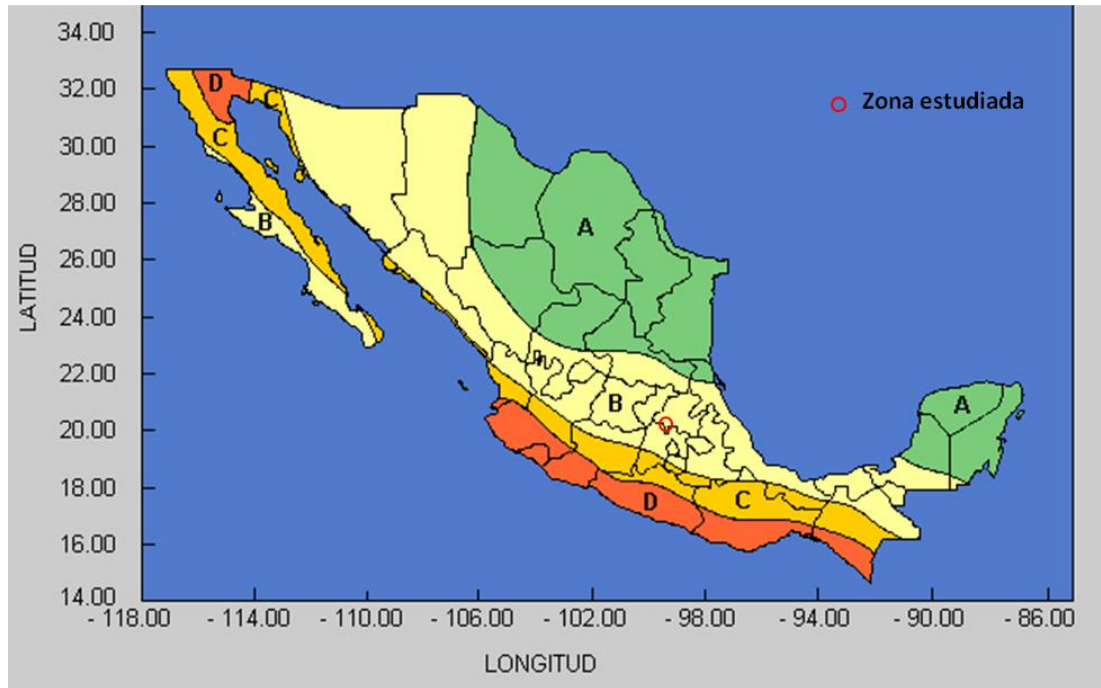 34.00
D
C
32.00
Zona estudiada
C
30.00
A
28.00
B
26.00
LATITUD
24.00
22.00
B
A
20.00
18.00
D
C
16.00
14.00
- 118.00
- 114.00
- 110.00
- 106.00
- 102.00
- 98.00
- 94.00
- 90.00
- 86.00
LONGITUD